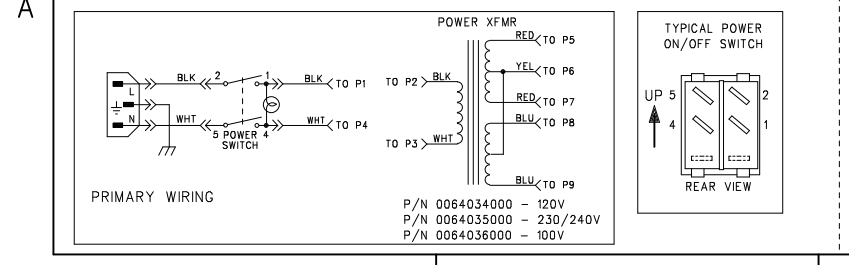 A
POWER XFMR
RED TO P5
BLK 2 1 BLK TO P1
TO P2 BLK
YEL TO P6
L
RED TO P7
N WHT 5 POWER SWITCH 4 WHT TO P4
BLU TO P8
TO P3 WHT
BLU TO P9
PRIMARY WIRING
P/N 0064034000 - 120V
P/N 0064035000 - 230/240V
P/N 0064036000 - 100V
TYPICAL POWER
ON/OFF SWITCH
UP 5 2
4 1
REAR VIEW